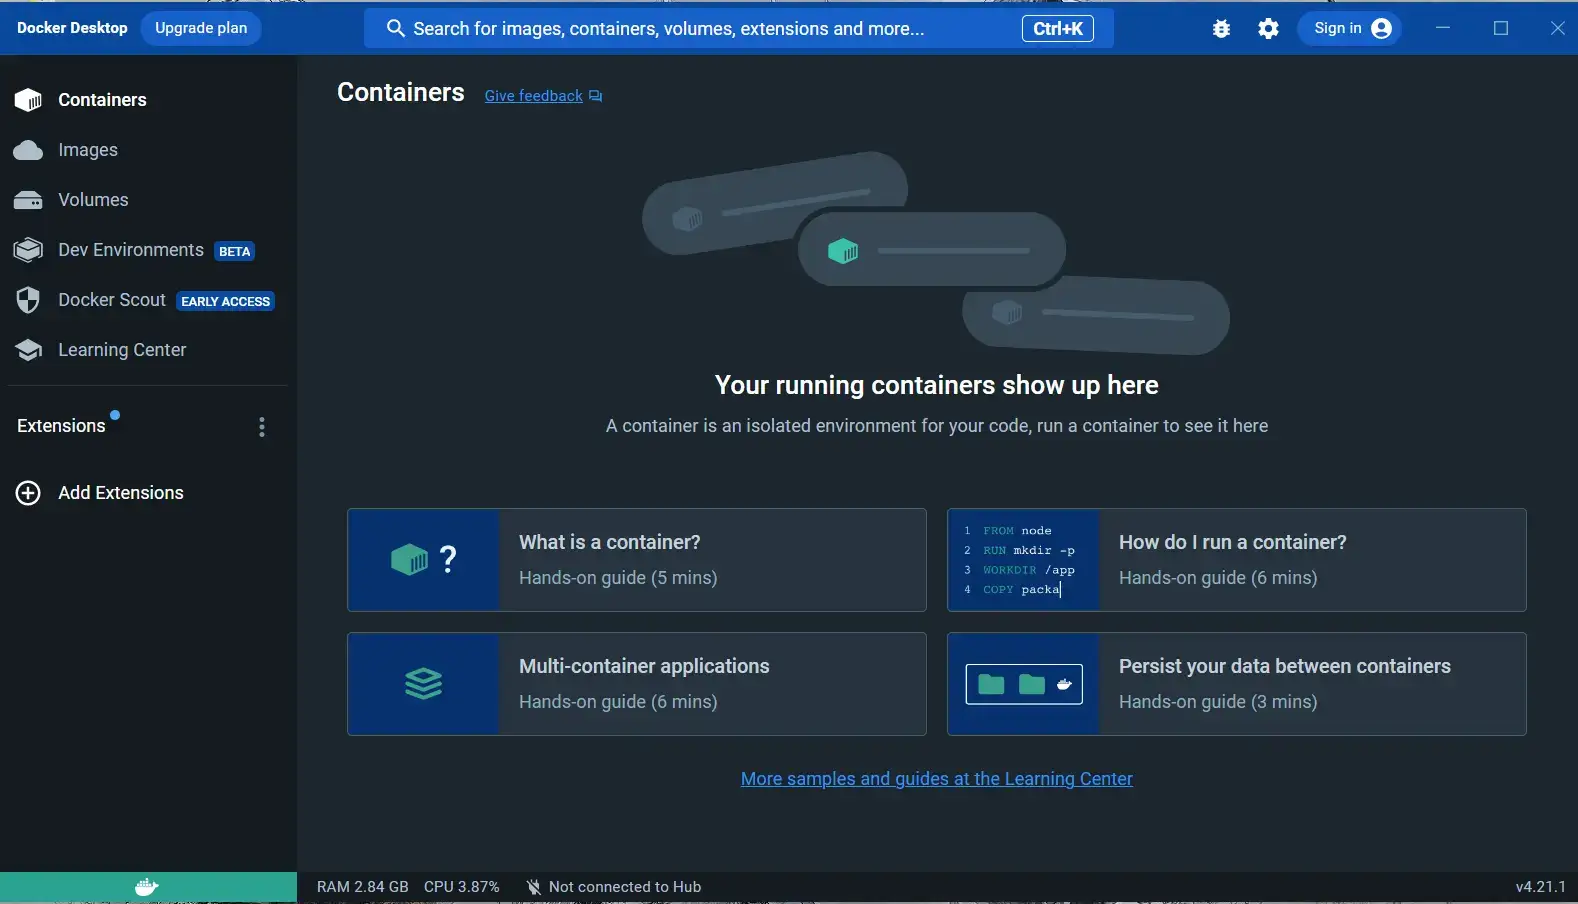 Docker Desktop
Upgrade plan
Search for images, containers, volumes, extensions and more...
Ctrl+K
Sign in
Containers
Images
Volumes
Dev Environments BETA
Docker Scout EARLY ACCESS
Learning Center
Extensions
Add Extensions
Containers
Give feedback
Your running containers show up here
A container is an isolated environment for your code, run a container to see it here
?
What is a container?
Hands-on guide (5 mins)
1 FROM node
2 RUN mkdir -p
3 WORKDIR /app
4 COPY packa
How do I run a container?
Hands-on guide (6 mins)
Multi-container applications
Hands-on guide (6 mins)
Persist your data between containers
Hands-on guide (3 mins)
More samples and guides at the Learning Center
RAM 2.84 GB CPU 3.87% Not connected to Hub
v4.21.1